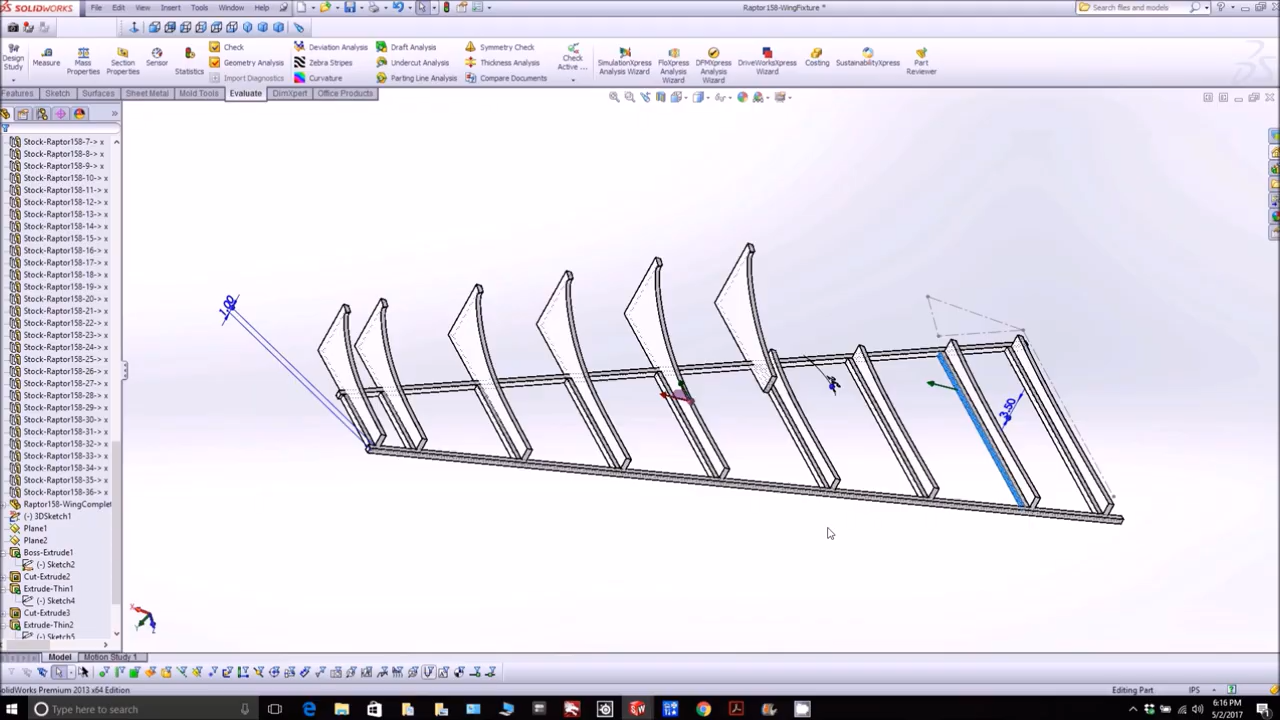 SOLIDWORKS File Edit View Insert Tools Window Help Raptor158-WingFixture * Search files and models
Design Study Measure Mass Properties Section Properties Sensor Statistics Check Deviation Analysis Draft Analysis Symmetry Check Check Active ... SimulationXpress Analysis Wizard FloXpress Analysis Wizard DFMXpress Analysis Wizard DriveWorksXpress Wizard Costing SustainabilityXpress Part Reviewer
Geometry Analysis Zebra Stripes Undercut Analysis Thickness Analysis
Import Diagnostics Curvature Parting Line Analysis Compare Documents
Features Sketch Surfaces Sheet Metal Mold Tools Evaluate DimXpert Office Products
Stock-Raptor158-7-> x
Stock-Raptor158-8-> x
Stock-Raptor158-9-> x
Stock-Raptor158-10-> x
Stock-Raptor158-11-> x
Stock-Raptor158-12-> x
Stock-Raptor158-13-> x
Stock-Raptor158-14-> x
Stock-Raptor158-15-> x
Stock-Raptor158-16-> x
Stock-Raptor158-17-> x
Stock-Raptor158-18-> x
Stock-Raptor158-19-> x
Stock-Raptor158-20-> x
Stock-Raptor158-21-> x
Stock-Raptor158-22-> x
Stock-Raptor158-23-> x
Stock-Raptor158-24-> x
Stock-Raptor158-25-> x
Stock-Raptor158-26-> x
Stock-Raptor158-27-> x
Stock-Raptor158-28-> x
Stock-Raptor158-29-> x
Stock-Raptor158-30-> x
Stock-Raptor158-31-> x
Stock-Raptor158-32-> x
Stock-Raptor158-33-> x
Stock-Raptor158-34-> x
Stock-Raptor158-35-> x
Stock-Raptor158-36-> x
Raptor158-WingComplet
(-) 3DSketch1
Plane1
Plane2
Boss-Extrude1
(-) Sketch2
Cut-Extrude2
Extrude-Thin1
(-) Sketch4
Cut-Extrude3
Extrude-Thin2
(-) Sketch5
1.00
3.50
X
Y
Z
Model Motion Study 1
olidWorks Premium 2013 x64 Edition Editing Part IPS
Type here to search
6:16 PM
5/2/2017